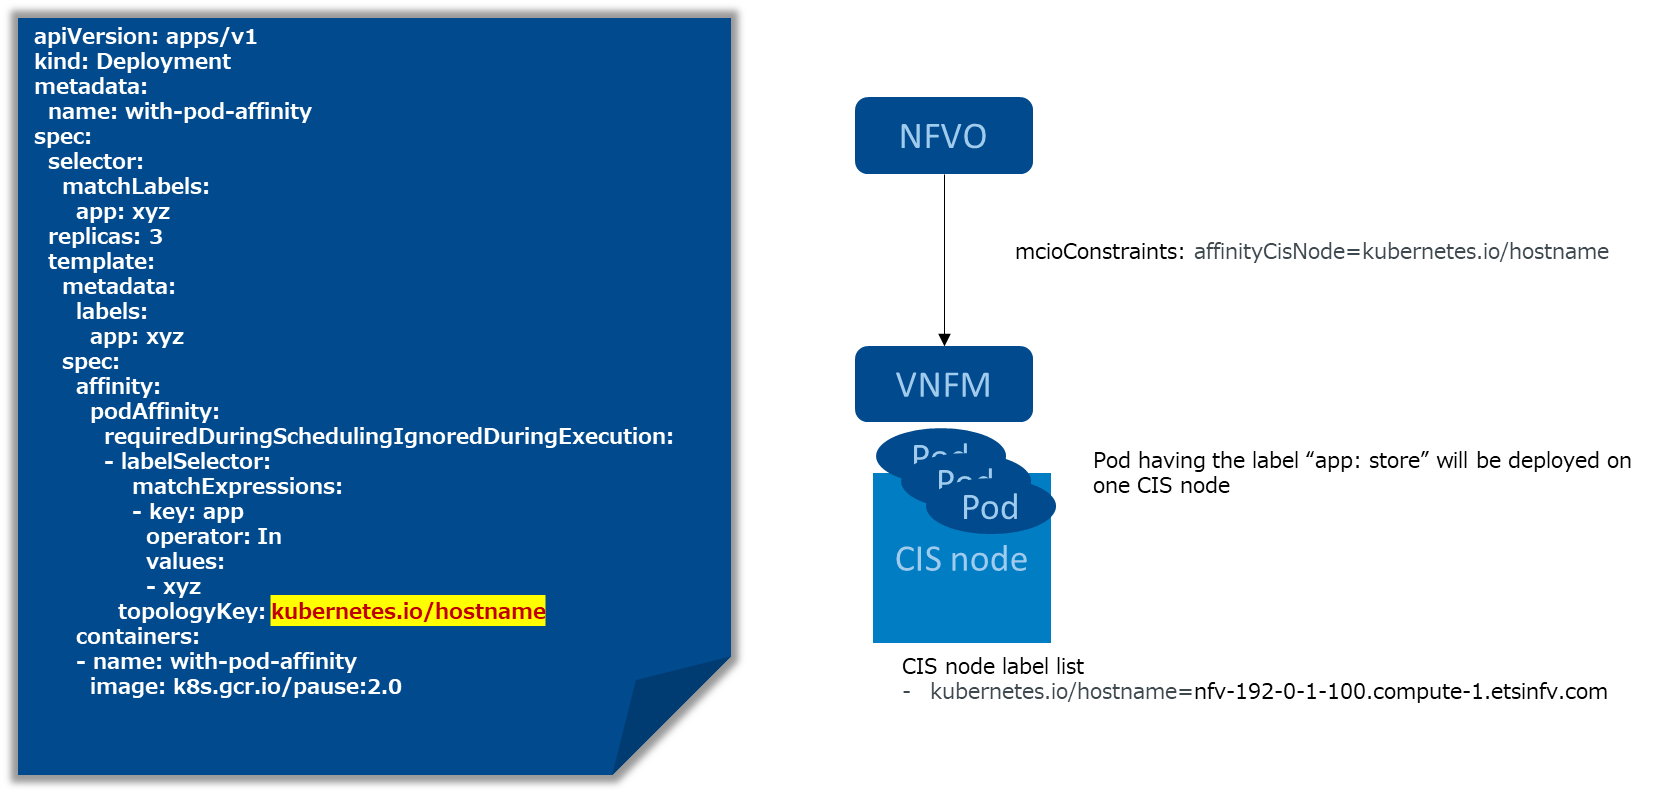 apiVersion: apps/v1
kind: Deployment
metadata:
  name: with-pod-affinity
spec:
  selector:
    matchLabels:
      app: xyz
  replicas: 3
  template:
    metadata:
      labels:
        app: xyz
    spec:
      affinity:
        podAffinity:
          requiredDuringSchedulingIgnoredDuringExecution:
          - labelSelector:
              matchExpressions:
              - key: app
                operator: In
                values:
                - xyz
            topologyKey: kubernetes.io/hostname
      containers:
      - name: with-pod-affinity
        image: k8s.gcr.io/pause:2.0
NFVO
mcioConstraints: affinityCisNode=kubernetes.io/hostname
VNFM
Pod
Pod
Pod
CIS node
Pod having the label “app: store” will be deployed on
one CIS node
CIS node label list
- kubernetes.io/hostname=nfv-192-0-1-100.compute-1.etsinfv.com